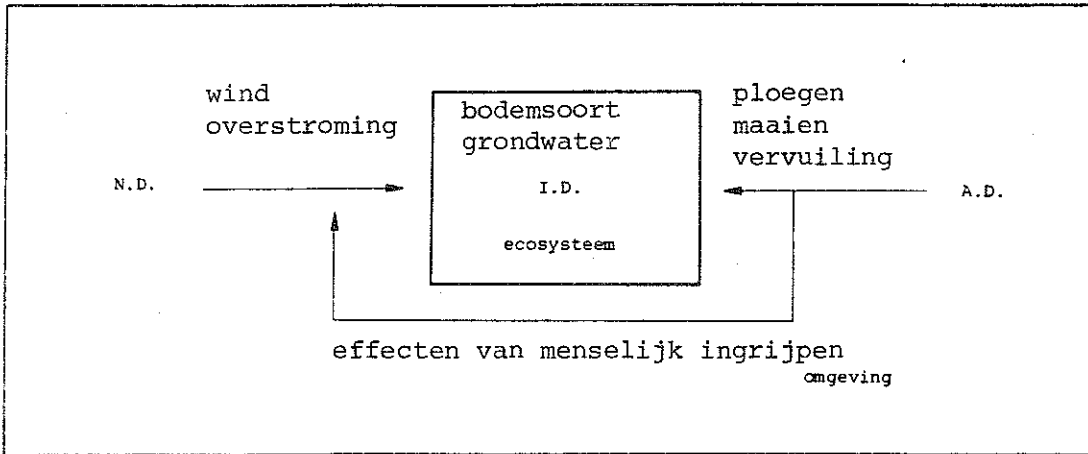 wind
overstroming
bodemsoort
grondwater
ploegen
maaien
vervuiling
N.D.
I.D.
A.D.
ecosysteem
effecten van menselijk ingrijpen
omgeving